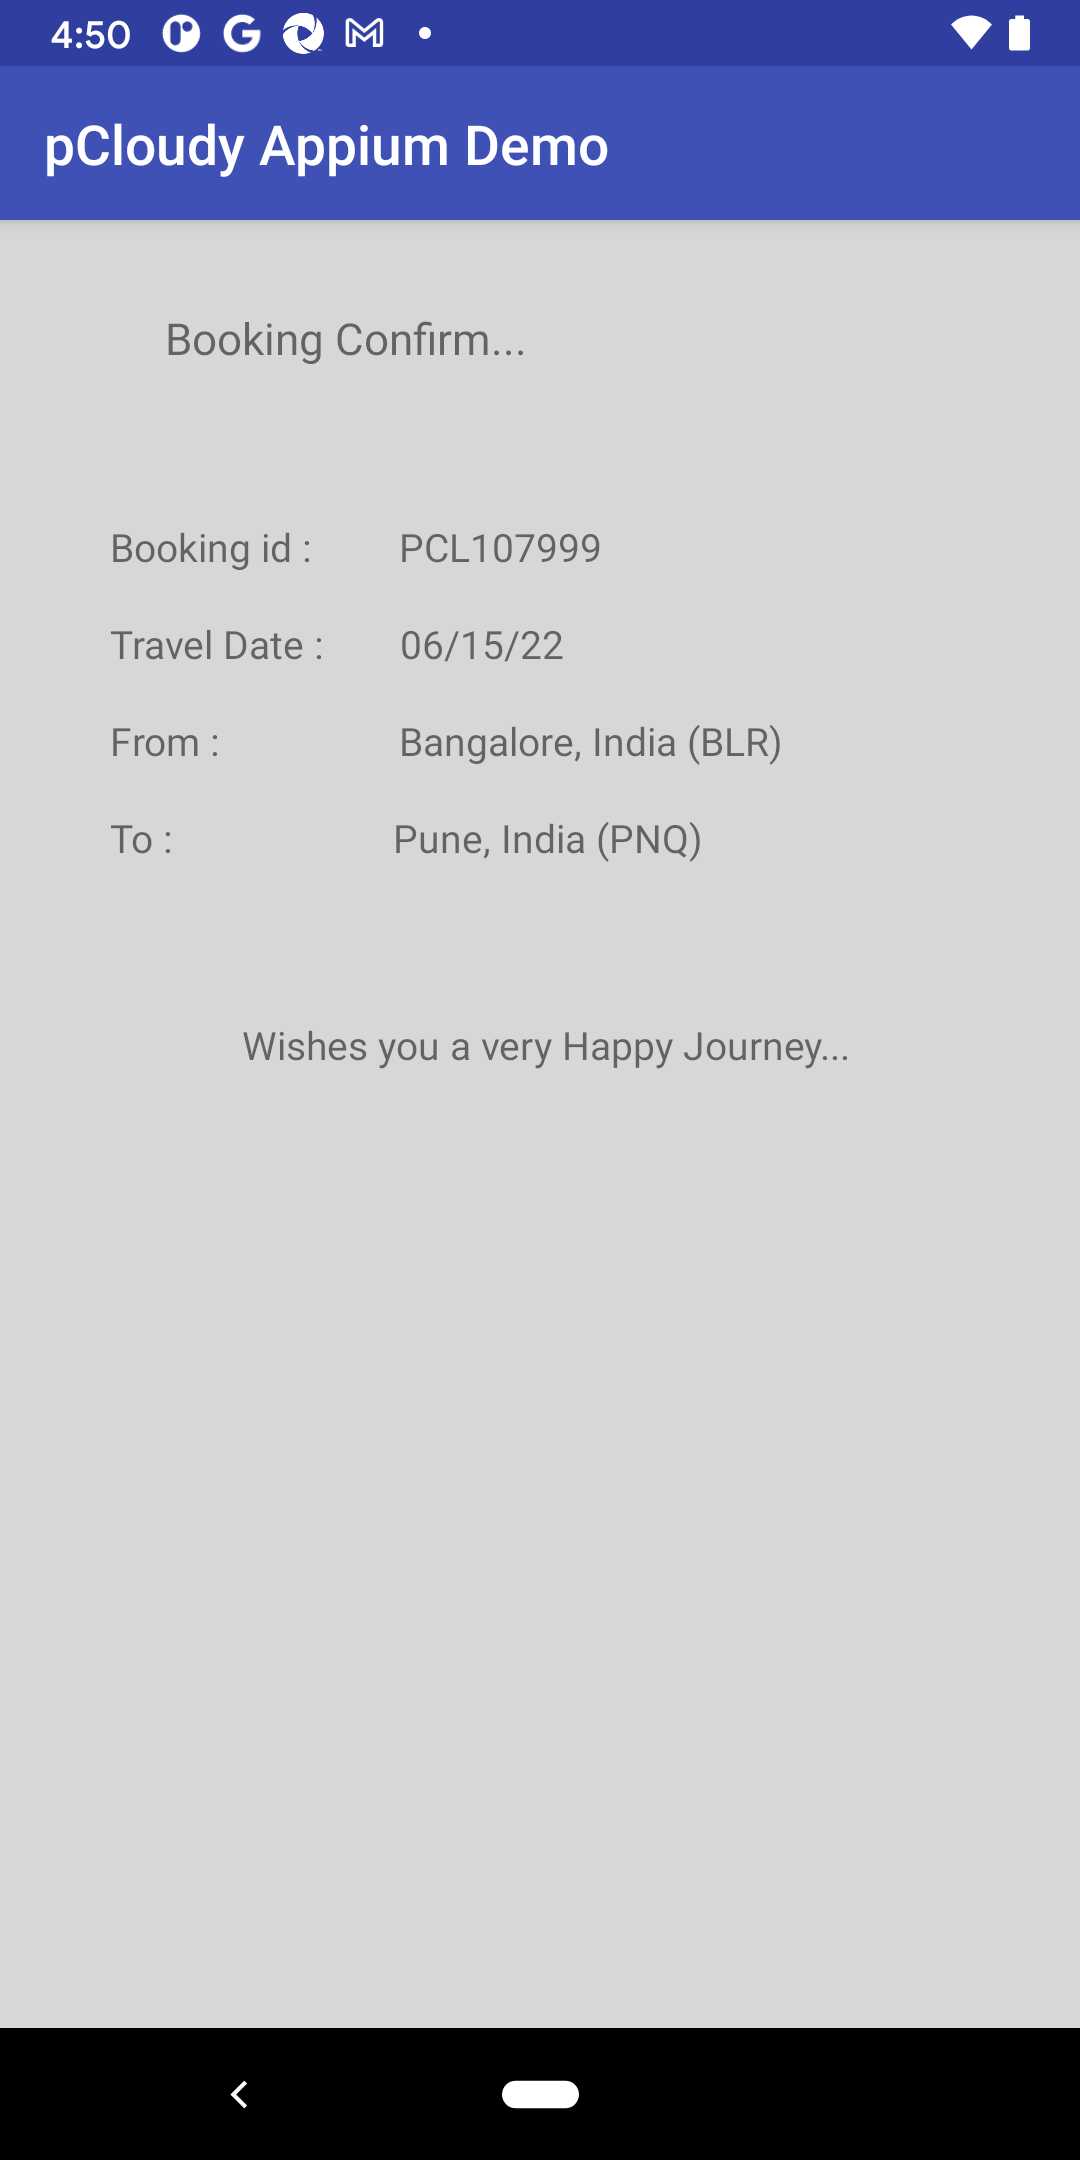 4:50
pCloudy Appium Demo
Booking Confirm...
Booking id : PCL107999
Travel Date : 06/15/22
From : Bangalore, India (BLR)
To : Pune, India (PNQ)
Wishes you a very Happy Journey...